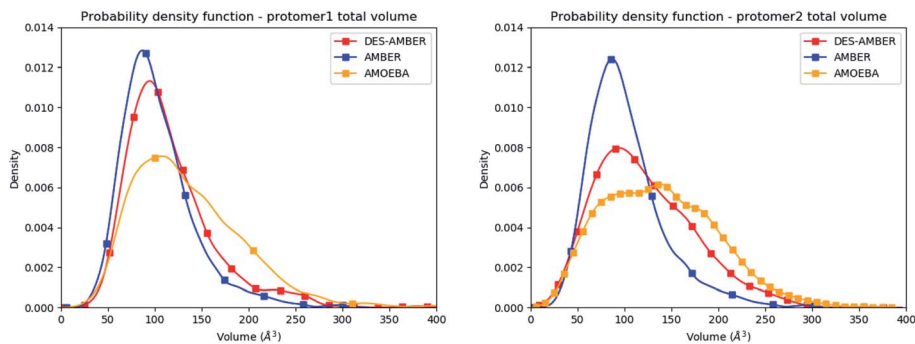 Probability density function - protomer1 total volume
0.014
0.012
0.010
0.008
0.006
0.004
0.002
0.000
Density
DES-AMBER
AMBER
AMOEBA
0 50 100 150 200 250 300 350 400
Volume (Å³)
Probability density function - protomer2 total volume
0.014
0.012
0.010
0.008
0.006
0.004
0.002
0.000
Density
DES-AMBER
AMBER
AMOEBA
0 50 100 150 200 250 300 350 400
Volume (Å³)